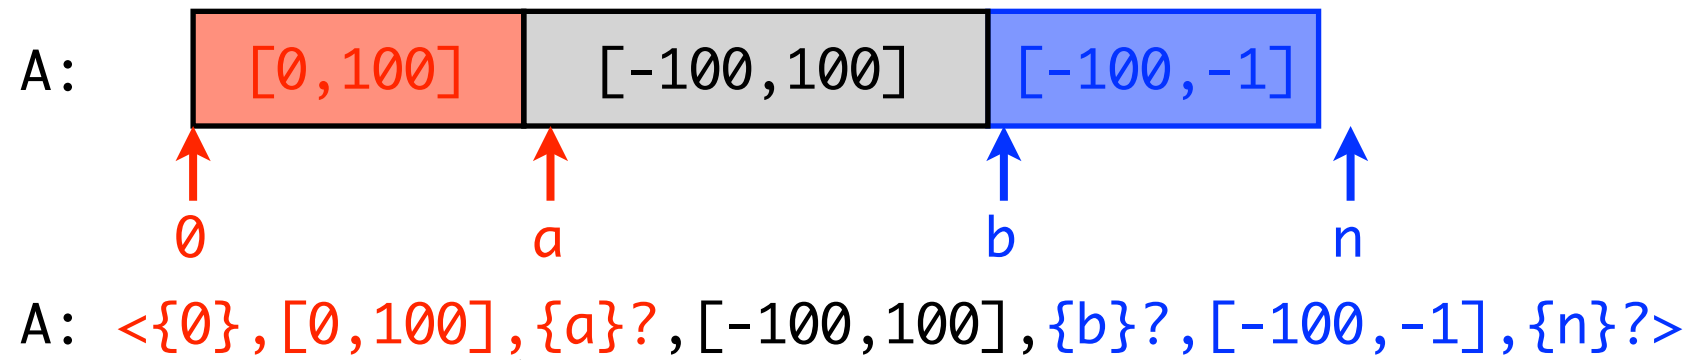 A: [0,100] [-100,100] [-100,-1]
0 a b n
A: <{0},[0,100],{a}?,[-100,100],{b}?,[-100,-1],{n}?>